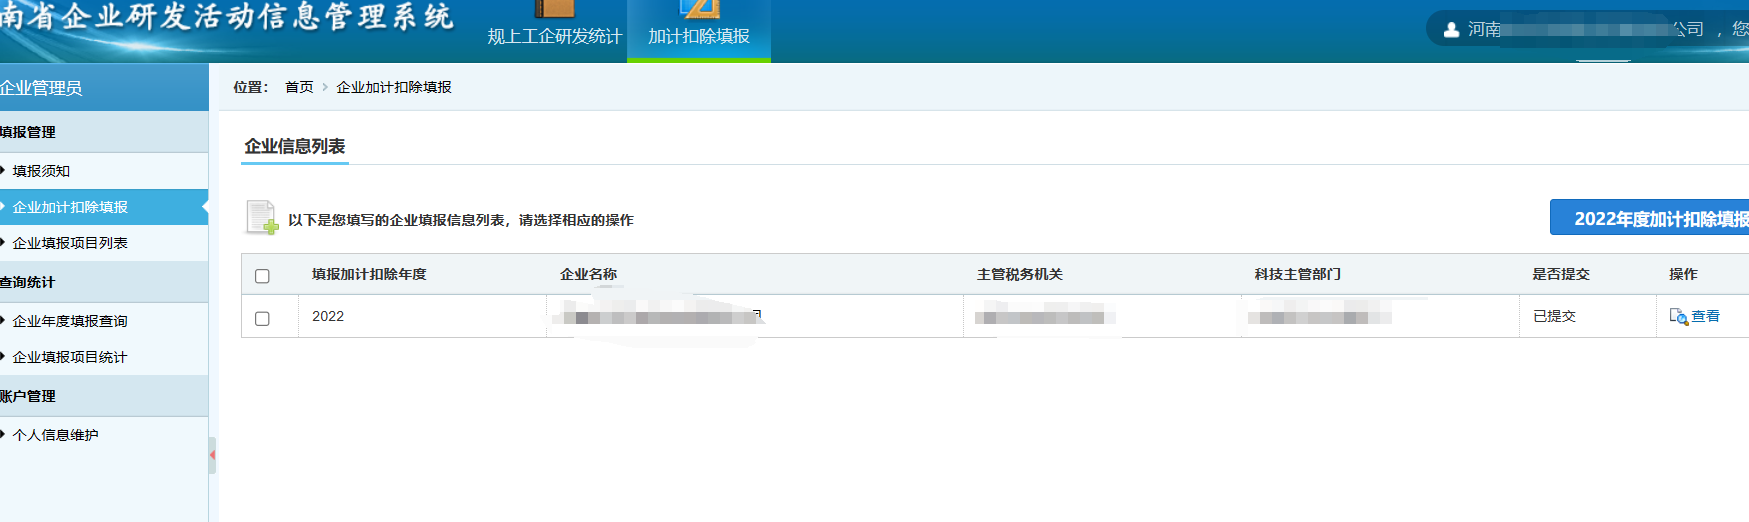 南省企业研发活动信息管理系统
规上工企研发统计
加计扣除填报
河南
公司 ，您
企业管理员
填报管理
填报须知
企业加计扣除填报
企业填报项目列表
查询统计
企业年度填报查询
企业填报项目统计
账户管理
个人信息维护
位置： 首页 › 企业加计扣除填报
企业信息列表
以下是您填写的企业填报信息列表，请选择相应的操作
2022年度加计扣除填报
填报加计扣除年度 企业名称 主管税务机关 科技主管部门 是否提交 操作
2022 已提交 查看